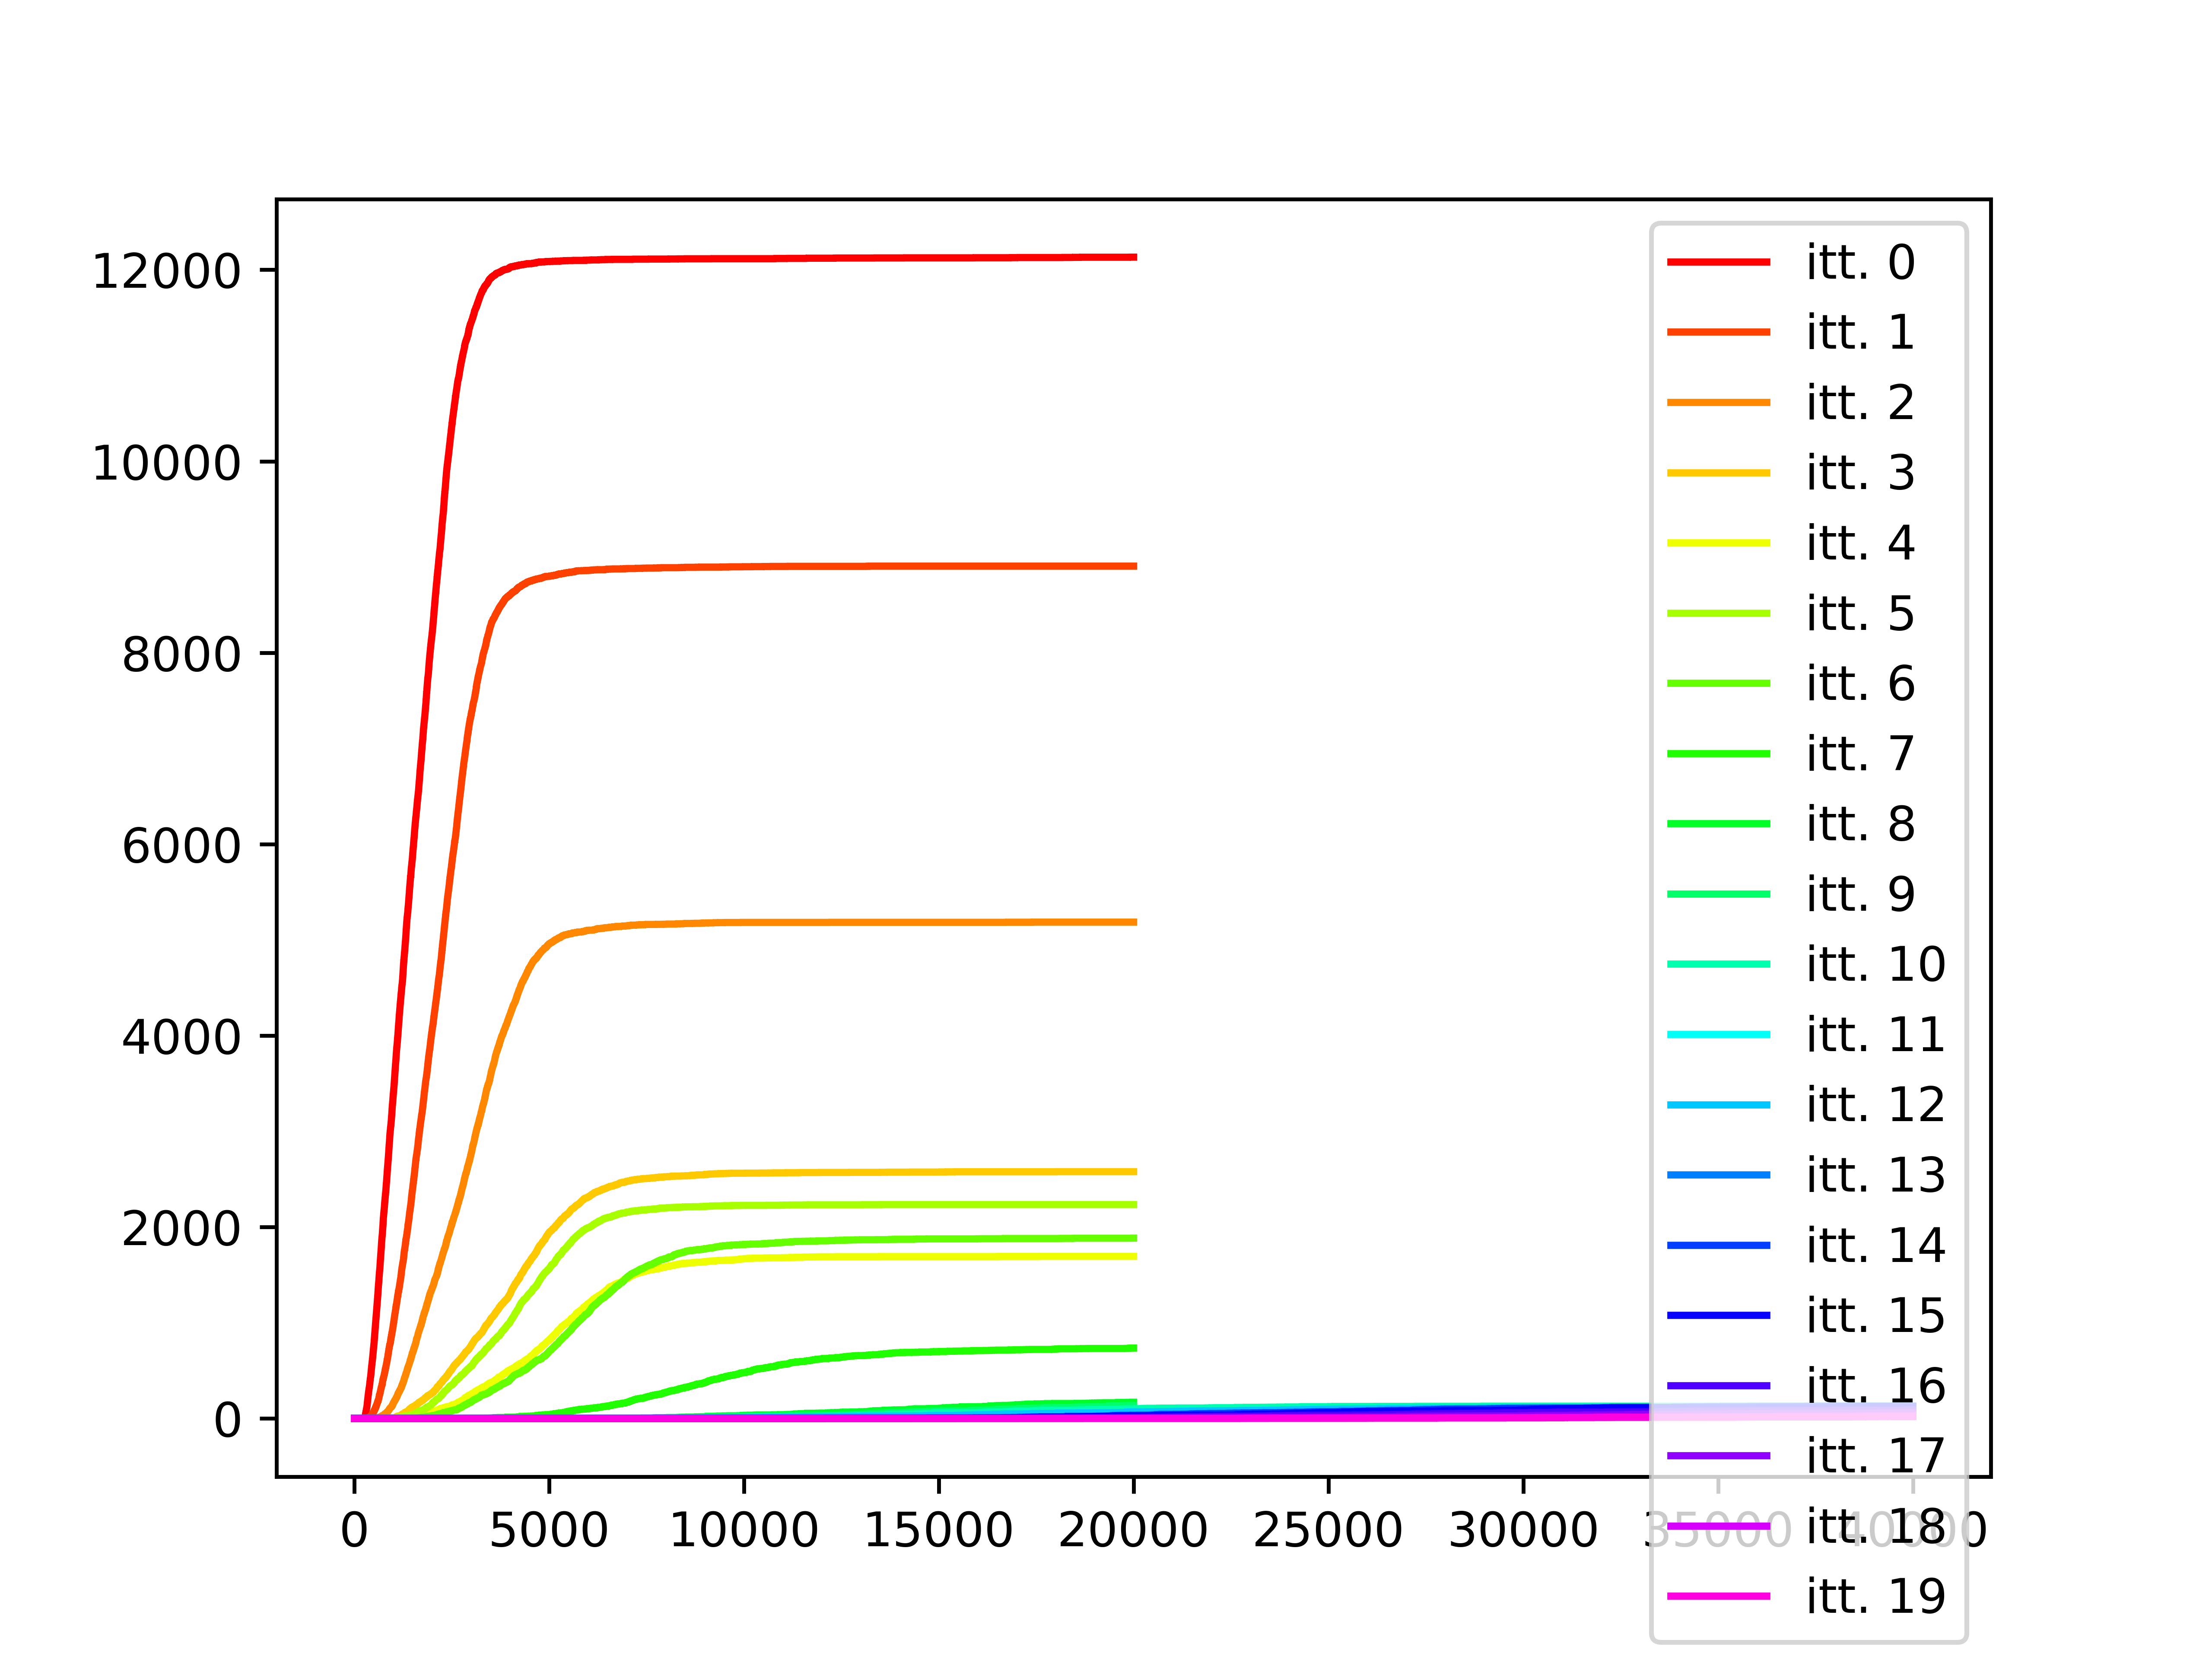 12000
10000
8000
6000
4000
2000
0
0 5000 10000 15000 20000 25000 30000 35000 40000
itt. 0
itt. 1
itt. 2
itt. 3
itt. 4
itt. 5
itt. 6
itt. 7
itt. 8
itt. 9
itt. 10
itt. 11
itt. 12
itt. 13
itt. 14
itt. 15
itt. 16
itt. 17
itt. 18
itt. 19